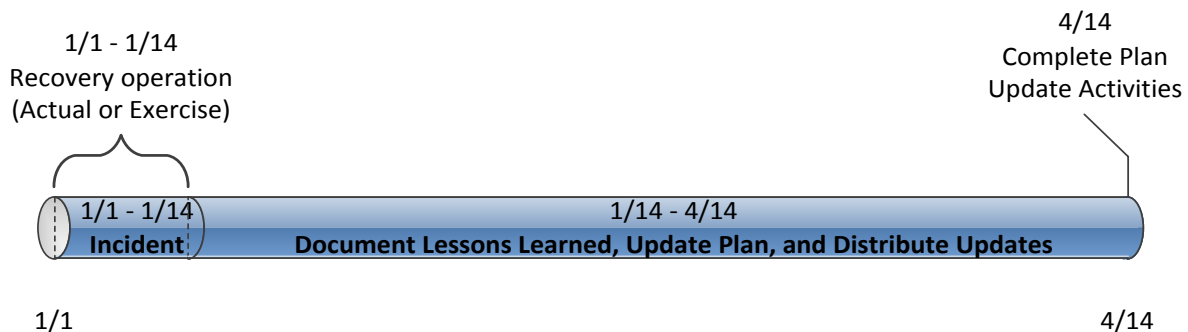 1/1 - 1/14
Recovery operation
(Actual or Exercise)
4/14
Complete Plan
Update Activities
1/1 - 1/14
Incident
1/14 - 4/14
Document Lessons Learned, Update Plan, and Distribute Updates
1/1
4/14